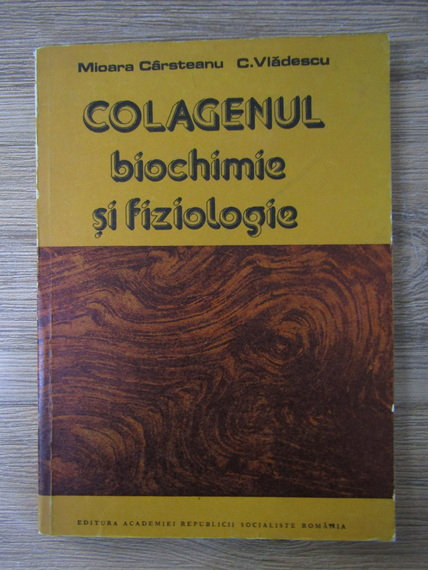 Mioara Cârsteanu C.Vlădescu
COLAGENUL
biochimie
și fiziologie
EDITURA ACADEMIEI REPUBLICII SOCIALISTE ROMÂNIA